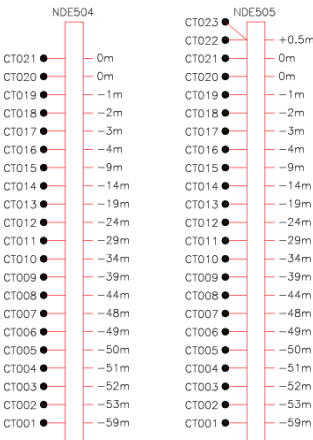 NDE504 NDE505
CT023
CT022 +0.5m
CT021 0m CT021 0m
CT020 0m CT020 0m
CT019 -1m CT019 -1m
CT018 -2m CT018 -2m
CT017 -3m CT017 -3m
CT016 -4m CT016 -4m
CT015 -9m CT015 -9m
CT014 -14m CT014 -14m
CT013 -19m CT013 -19m
CT012 -24m CT012 -24m
CT011 -29m CT011 -29m
CT010 -34m CT010 -34m
CT009 -39m CT009 -39m
CT008 -44m CT008 -44m
CT007 -48m CT007 -48m
CT006 -49m CT006 -49m
CT005 -50m CT005 -50m
CT004 -51m CT004 -51m
CT003 -52m CT003 -52m
CT002 -53m CT002 -53m
CT001 -59m CT001 -59m